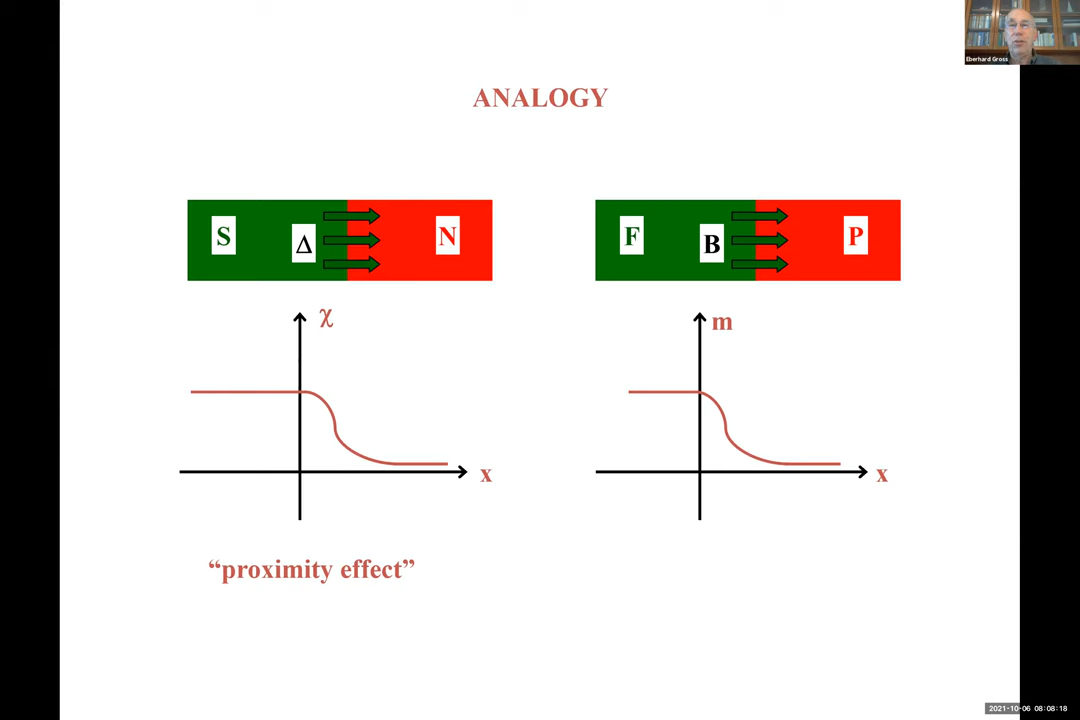 Eberhard Gross
ANALOGY
S Δ N
F B P
χ
m
x
x
“proximity effect”
2021-10-06 08:08:18